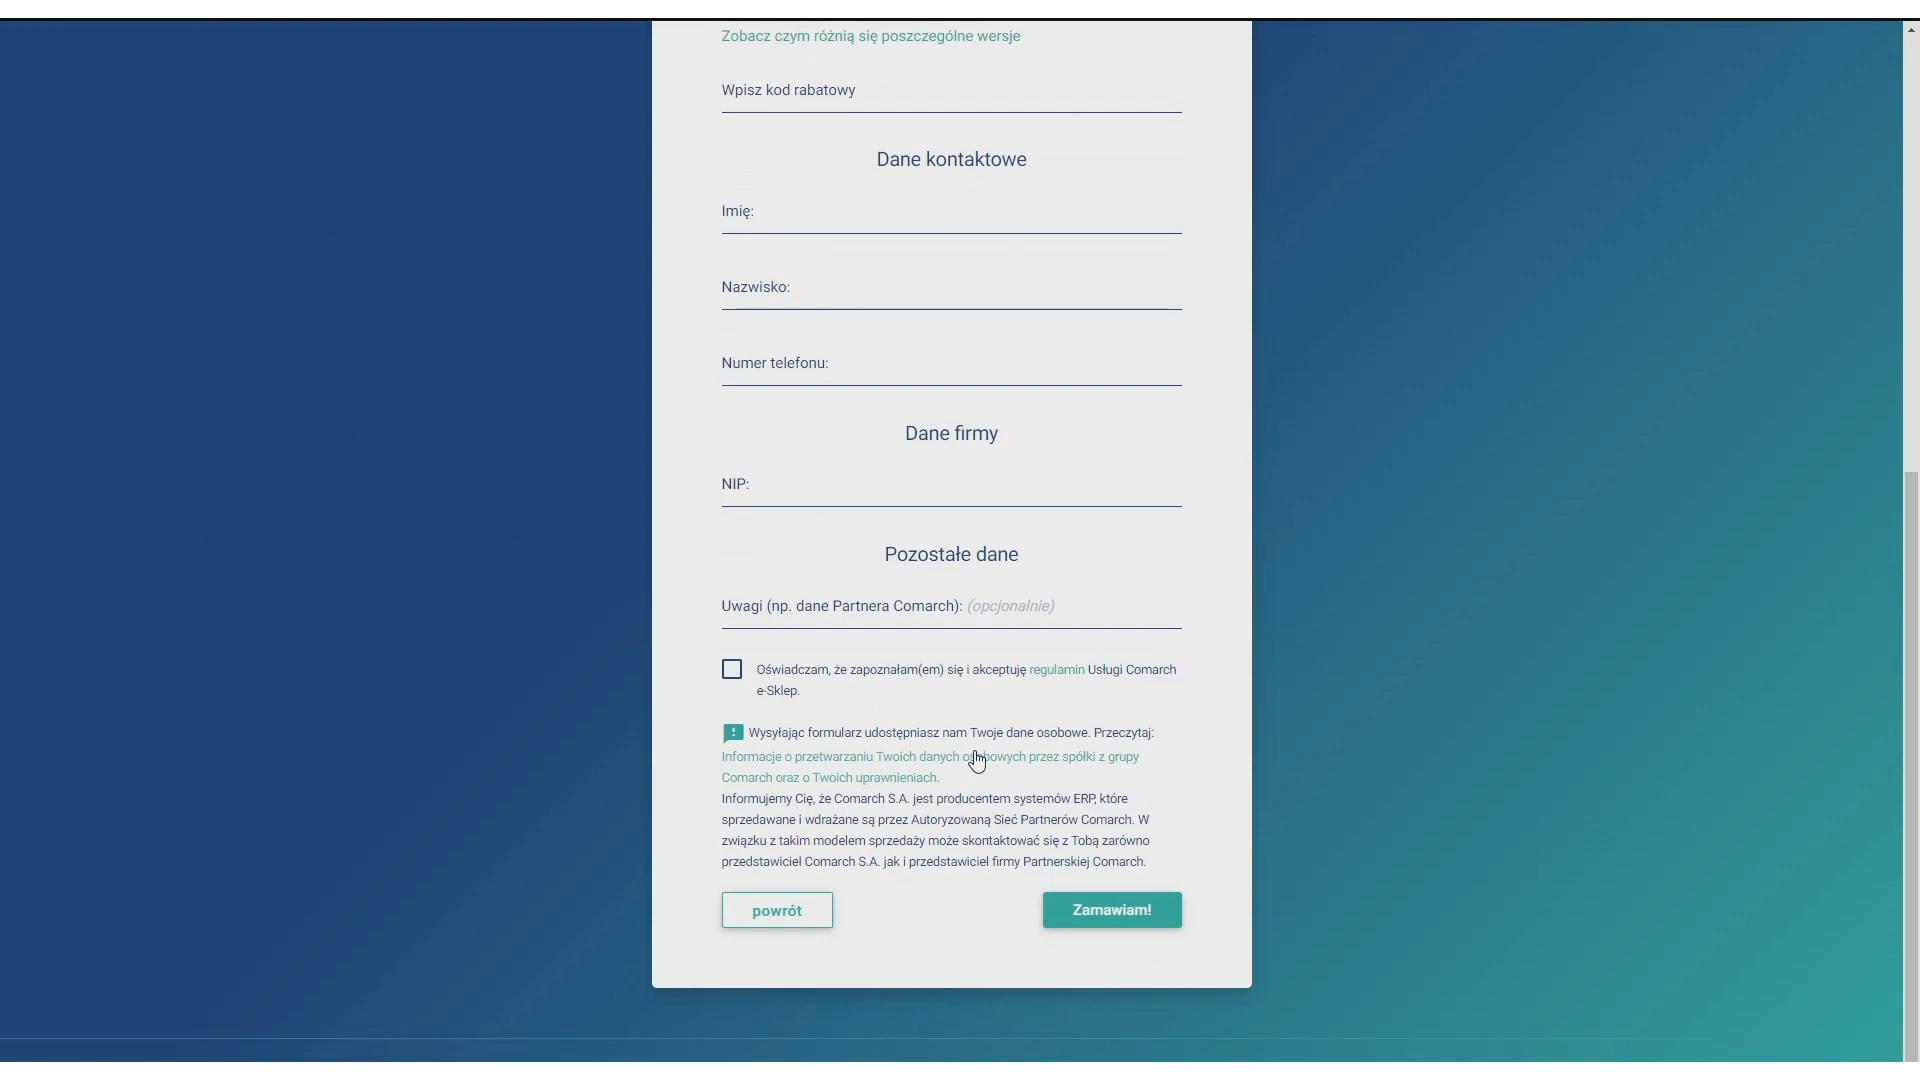 Zobacz czym różnią się poszczególne wersje
Wpisz kod rabatowy
Dane kontaktowe
Imię:
Nazwisko:
Numer telefonu:
Dane firmy
NIP:
Pozostałe dane
Uwagi (np. dane Partnera Comarch): (opcjonalnie)
Oświadczam, że zapoznałam(em) się i akceptuję regulamin Usługi Comarch
e-Sklep.
Wysyłając formularz udostępniasz nam Twoje dane osobowe. Przeczytaj:
Informacje o przetwarzaniu Twoich danych osobowych przez spółki z grupy
Comarch oraz o Twoich uprawnieniach.
Informujemy Cię, że Comarch S.A. jest producentem systemów ERP, które
sprzedawane i wdrażane są przez Autoryzowaną Sieć Partnerów Comarch. W
związku z takim modelem sprzedaży może skontaktować się z Tobą zarówno
przedstawiciel Comarch S.A. jak i przedstawiciel firmy Partnerskiej Comarch.
powrót
Zamawiam!